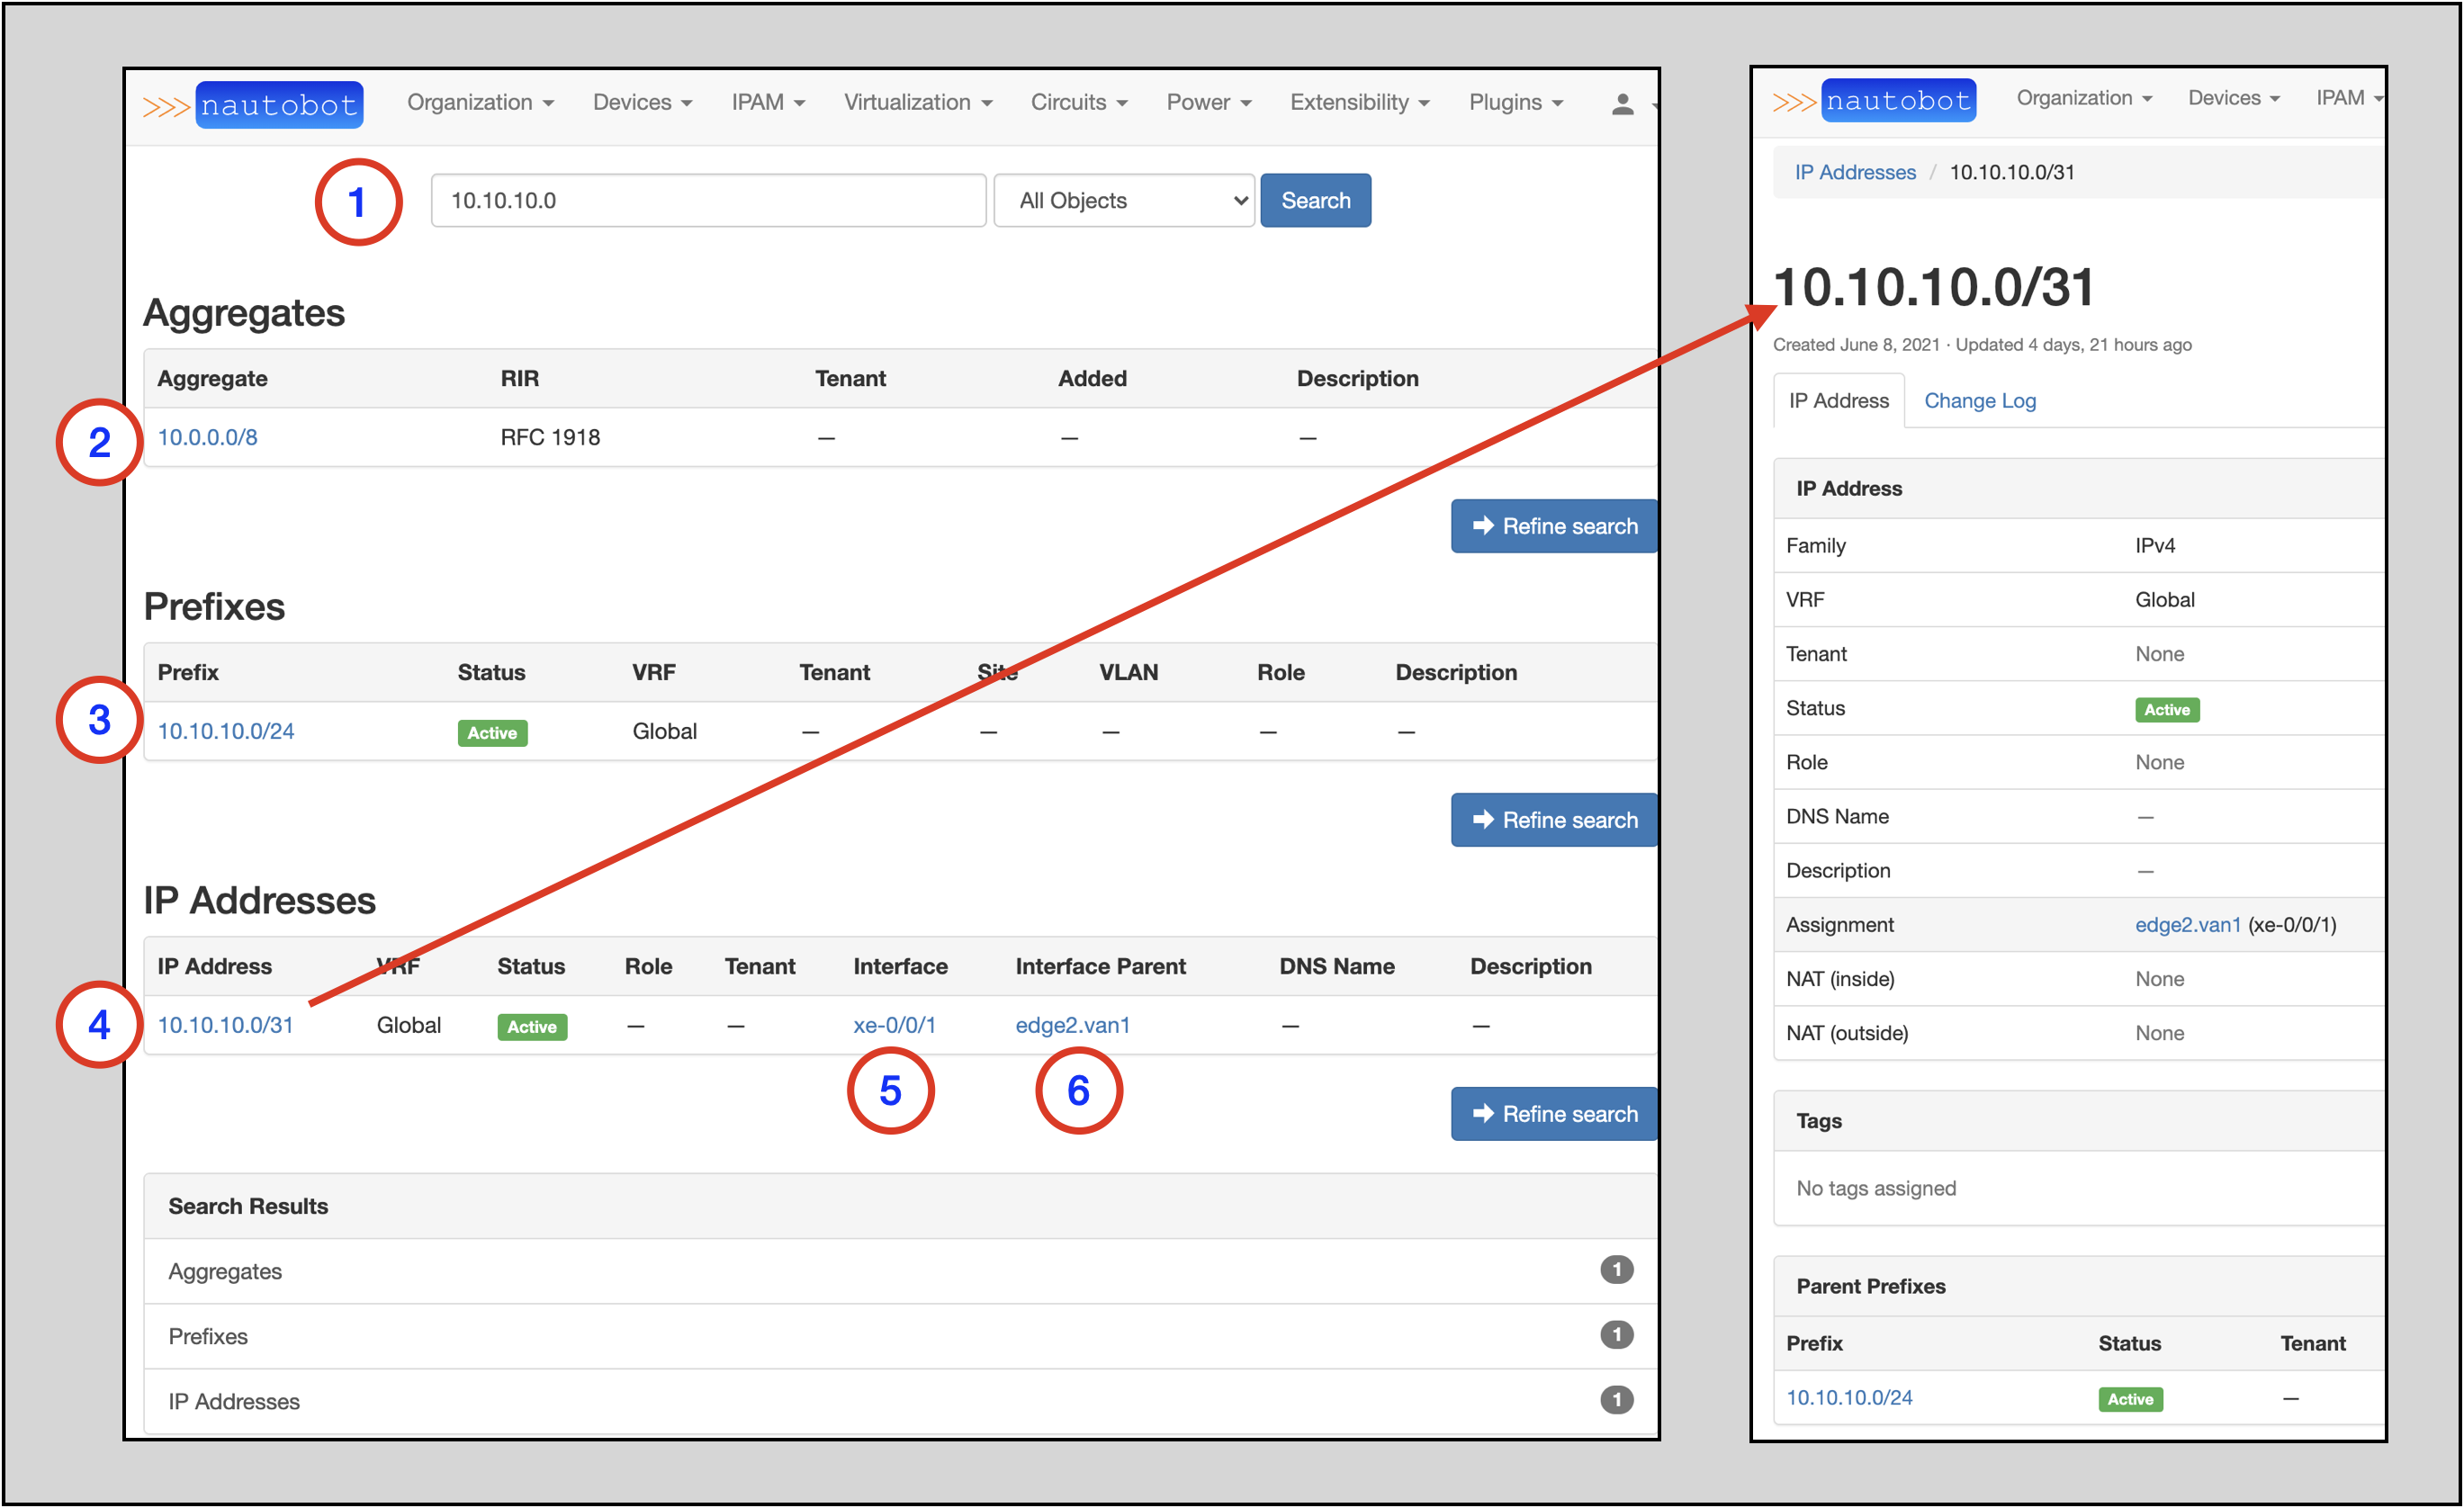 nautobot Organization Devices IPAM Virtualization Circuits Power Extensibility Plugins
1 10.10.10.0 All Objects Search
Aggregates
Aggregate RIR Tenant Added Description
2 10.0.0.0/8 RFC 1918 — — —
Refine search
Prefixes
Prefix Status VRF Tenant Site VLAN Role Description
3 10.10.10.0/24 Active Global — — — — —
Refine search
IP Addresses
IP Address VRF Status Role Tenant Interface Interface Parent DNS Name Description
4 10.10.10.0/31 Global Active — — xe-0/0/1 edge2.van1 — —
5 6
Refine search
Search Results
Aggregates 1
Prefixes 1
IP Addresses 1
nautobot Organization Devices IPAM
IP Addresses / 10.10.10.0/31
10.10.10.0/31
Created June 8, 2021 · Updated 4 days, 21 hours ago
IP Address Change Log
IP Address
Family IPv4
VRF Global
Tenant None
Status Active
Role None
DNS Name —
Description —
Assignment edge2.van1 (xe-0/0/1)
NAT (inside) None
NAT (outside) None
Tags
No tags assigned
Parent Prefixes
Prefix Status Tenant
10.10.10.0/24 Active —